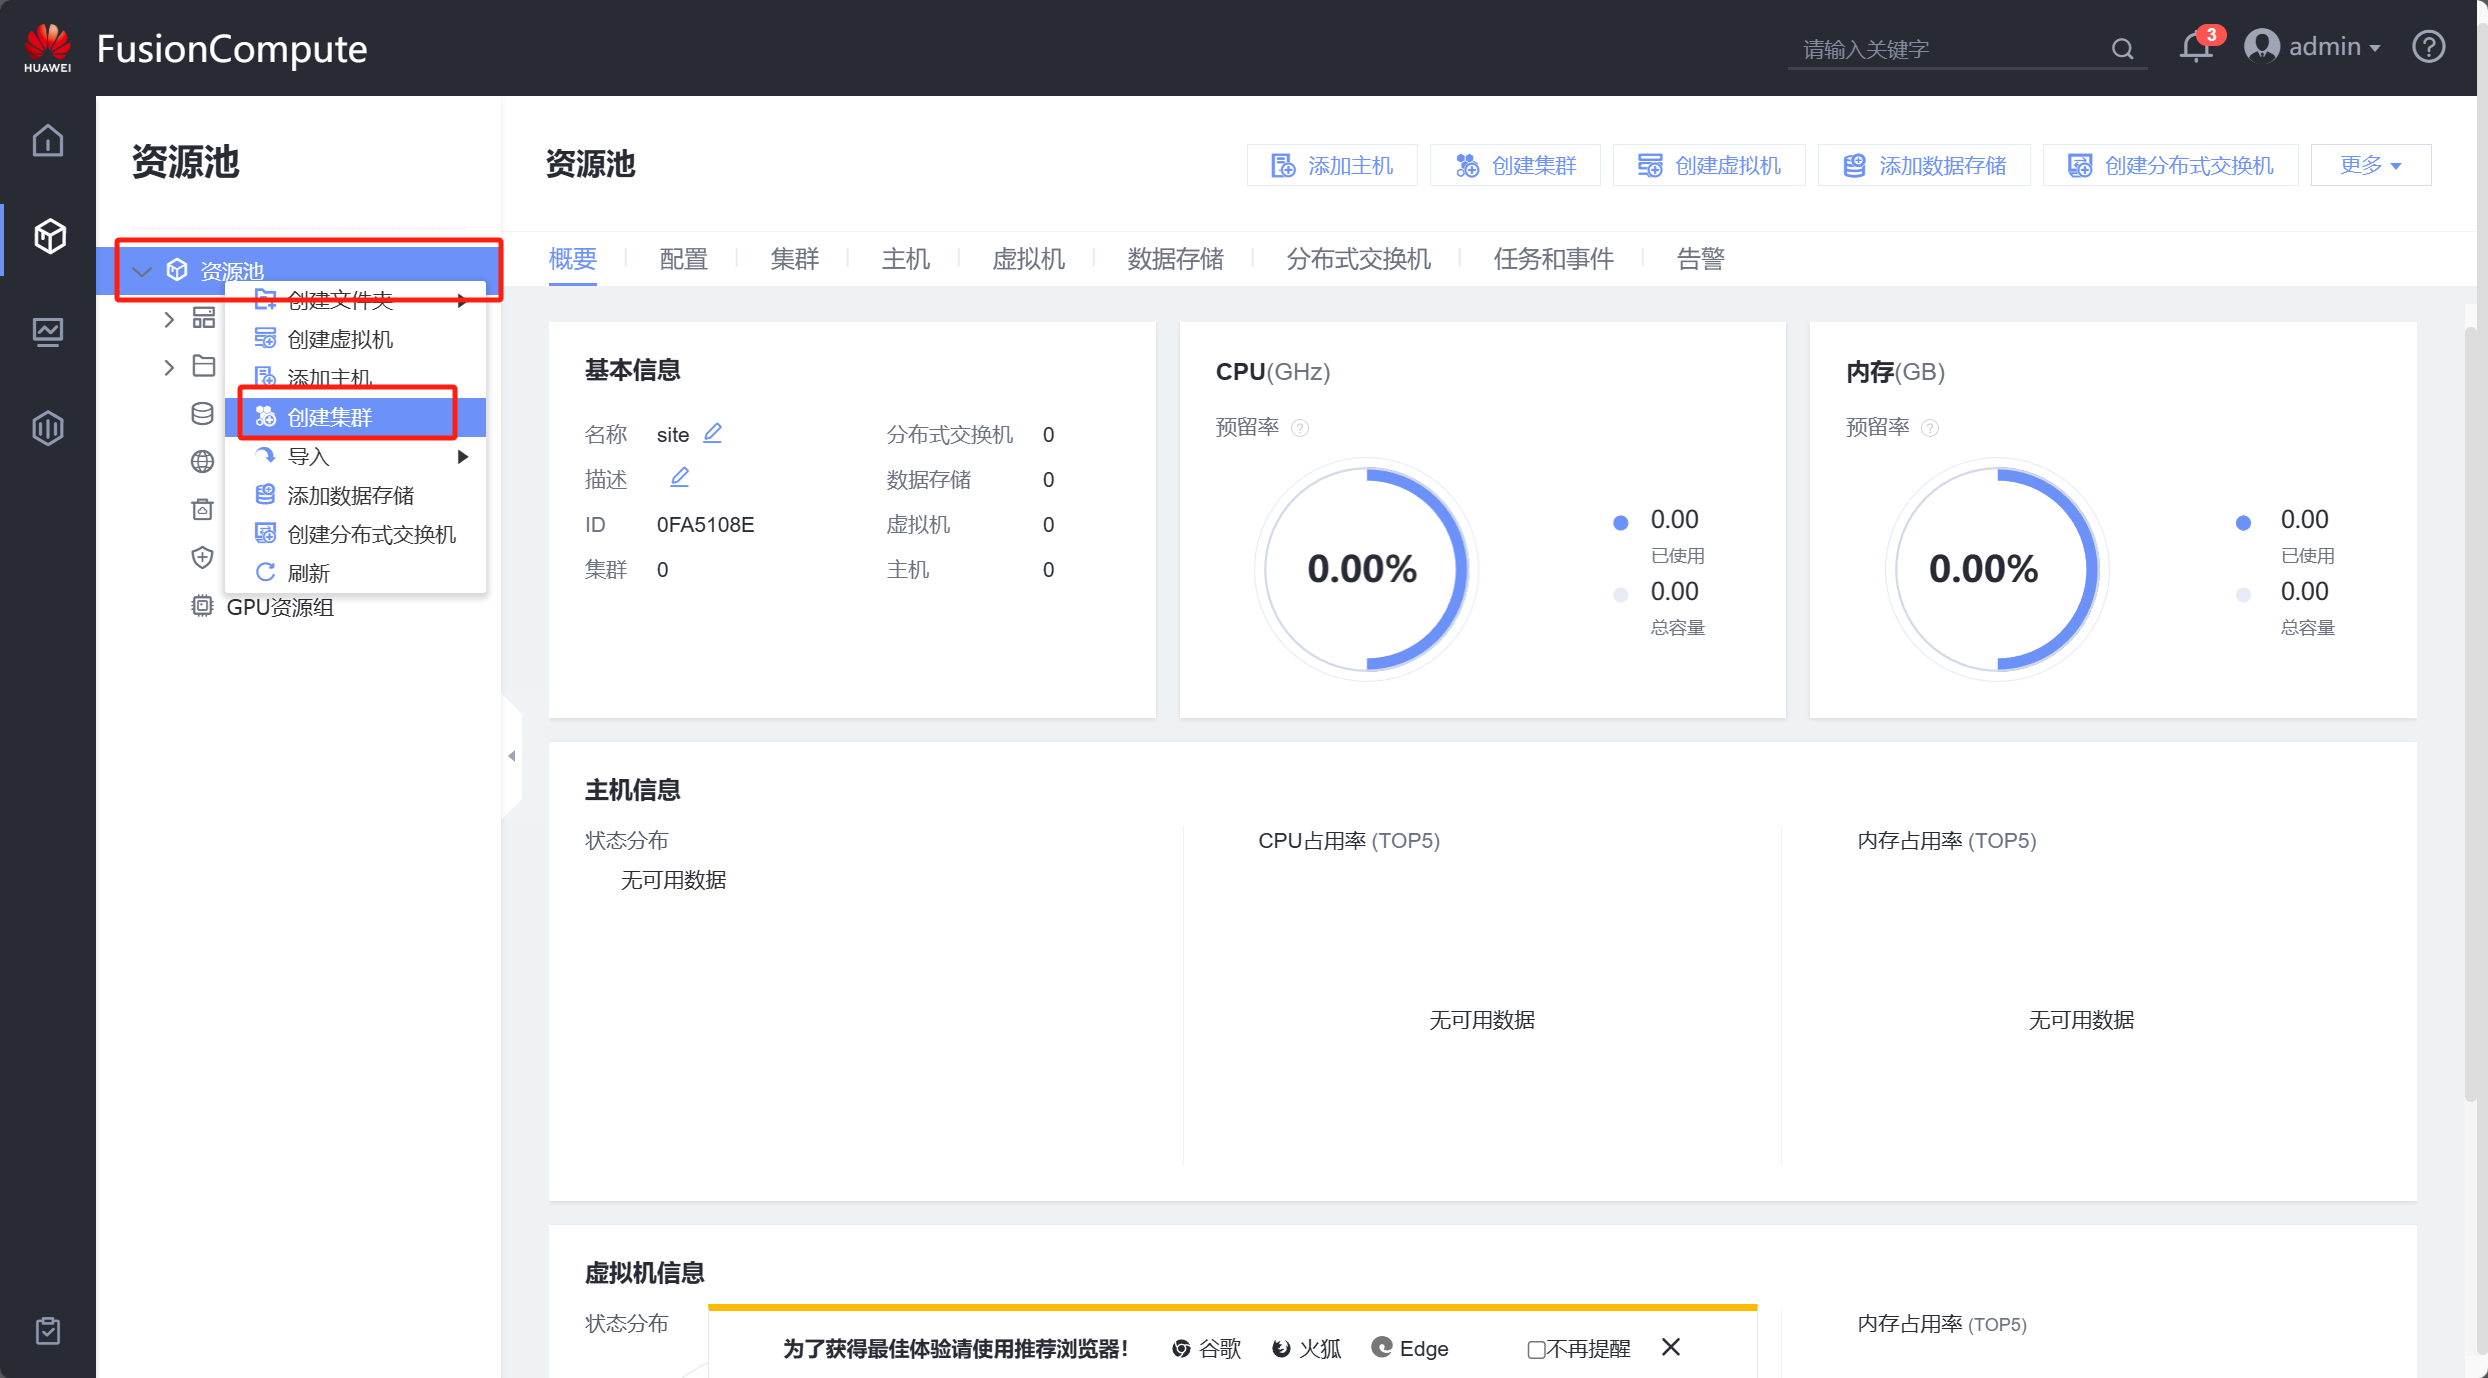 HUAWEI
FusionCompute
请输入关键字
3
admin
资源池
资源池
创建文件夹
创建虚拟机
添加主机
创建集群
导入
添加数据存储
创建分布式交换机
刷新
GPU资源组
资源池
添加主机
创建集群
创建虚拟机
添加数据存储
创建分布式交换机
更多
概要
配置
集群
主机
虚拟机
数据存储
分布式交换机
任务和事件
告警
基本信息
名称 site 分布式交换机 0
描述 数据存储 0
ID 0FA5108E 虚拟机 0
集群 0 主机 0
CPU(GHz)
预留率 ?
0.00%
0.00
已使用
0.00
总容量
内存(GB)
预留率 ?
0.00%
0.00
已使用
0.00
总容量
主机信息
状态分布
无可用数据
CPU占用率 (TOP5)
无可用数据
内存占用率 (TOP5)
无可用数据
虚拟机信息
状态分布
内存占用率 (TOP5)
为了获得最佳体验请使用推荐浏览器！ 谷歌 火狐 Edge 不再提醒